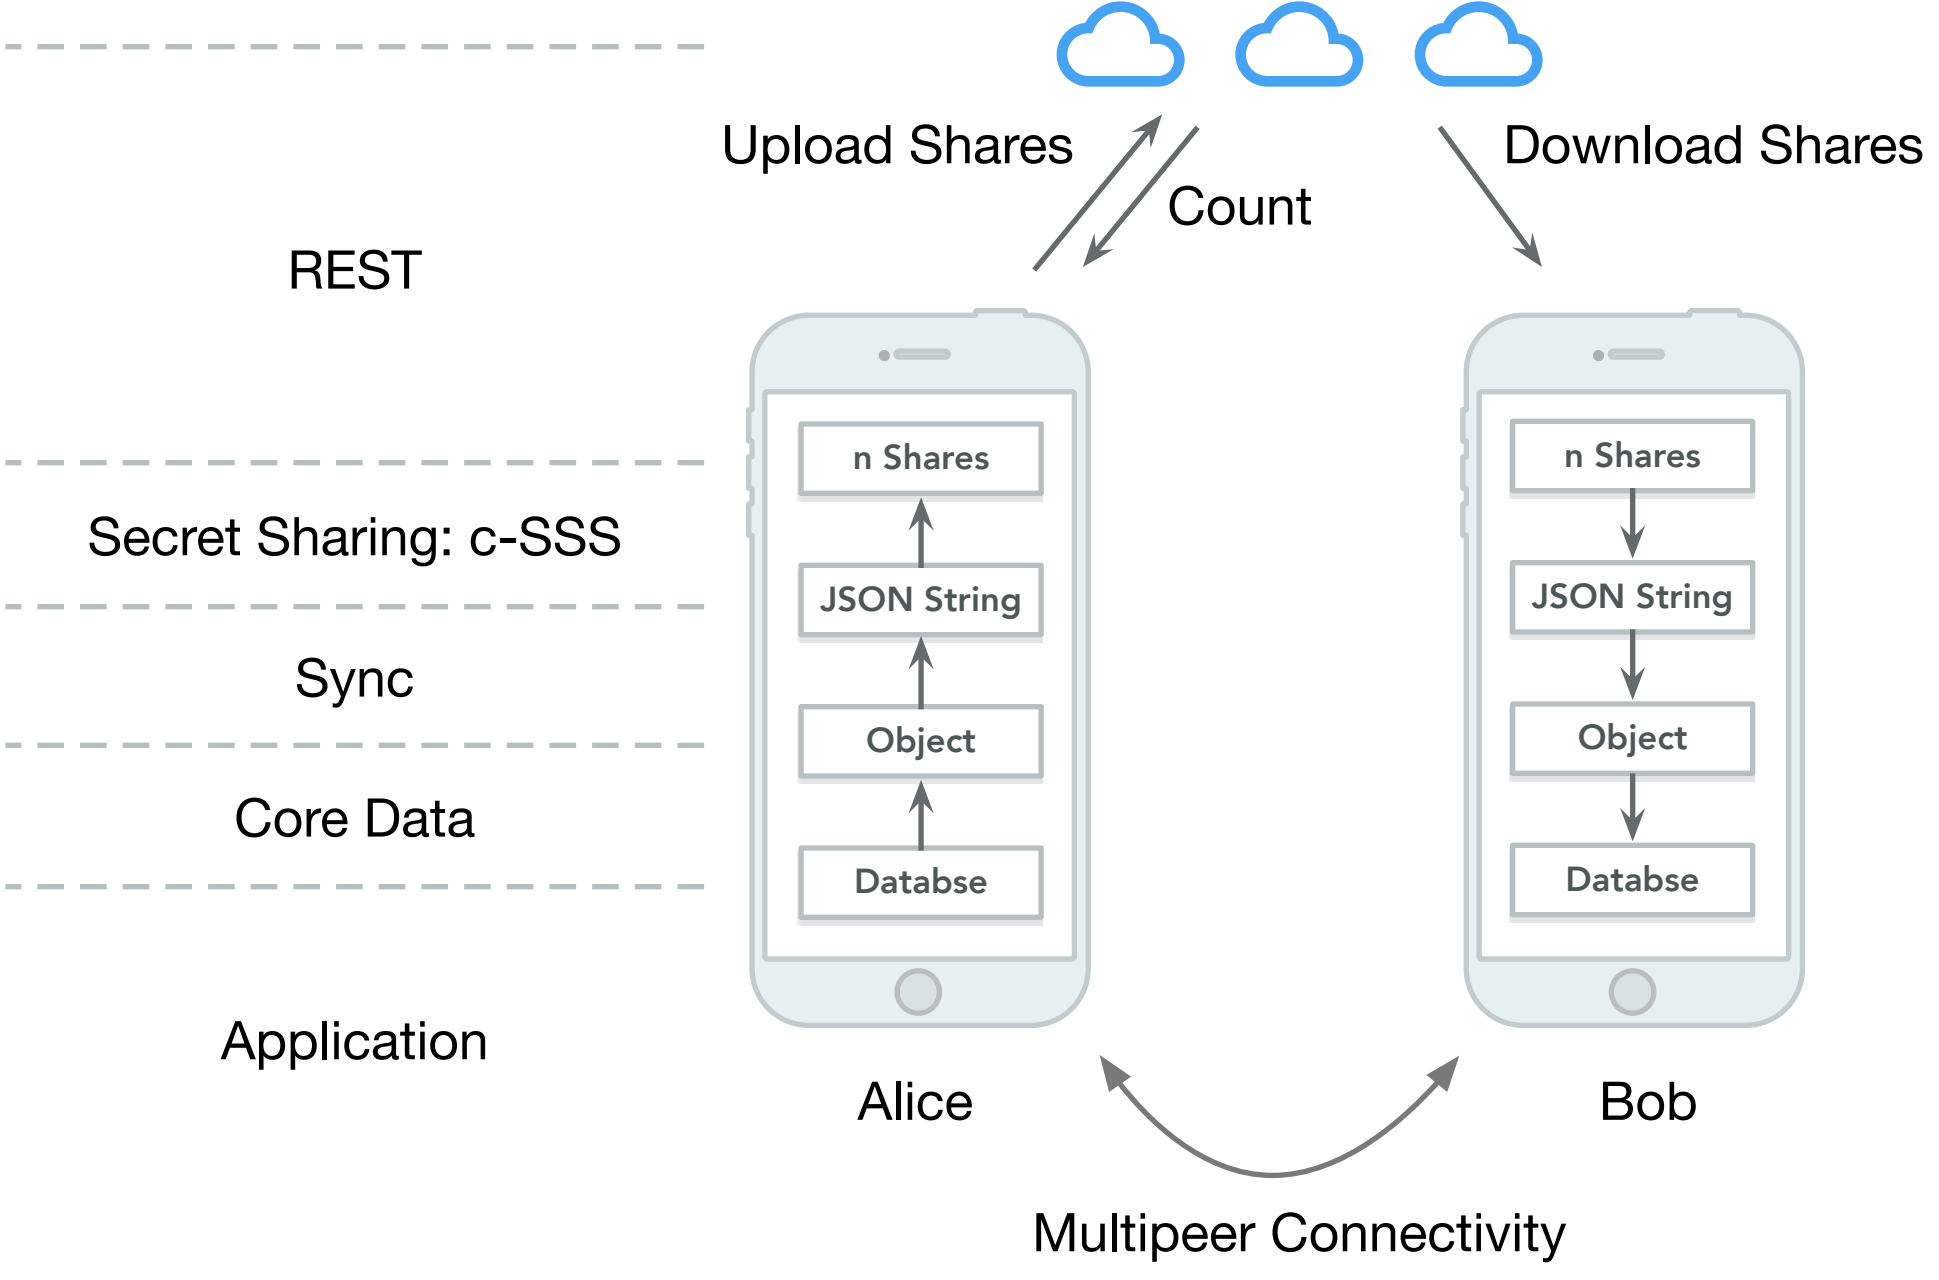 Upload Shares
Count
Download Shares
REST
Secret Sharing: c-SSS
Sync
Core Data
Application
n Shares
JSON String
Object
Databse
Alice
n Shares
JSON String
Object
Databse
Bob
Multipeer Connectivity